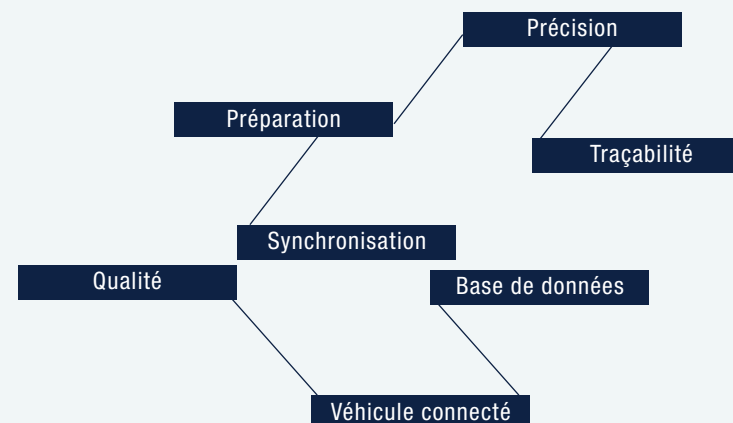 Précision
Préparation
Traçabilité
Synchronisation
Qualité
Base de données
Véhicule connecté